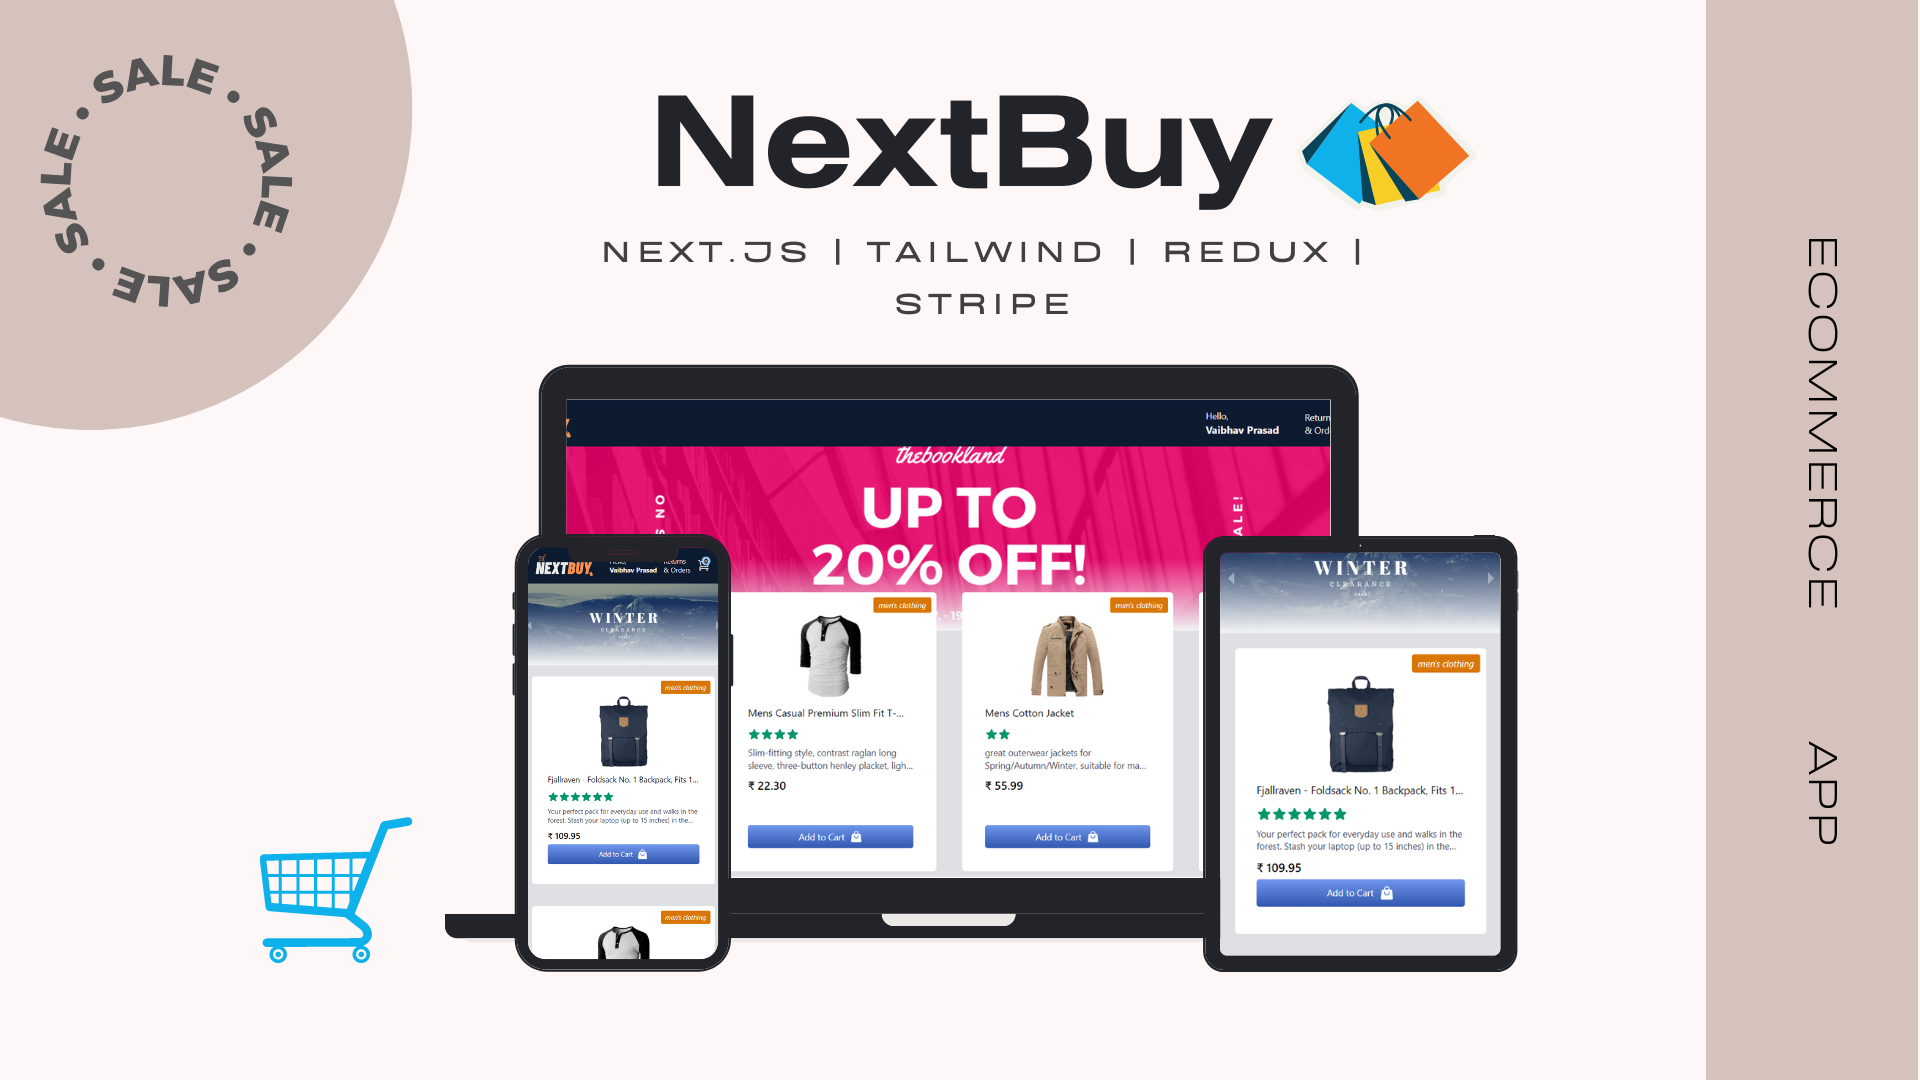 SALE • SALE • SALE • SALE •
NextBuy
NEXT.JS | TAILWIND | REDUX |
STRIPE
ECOMMERCE APP
Hello,
Vaibhav Prasad
Return
& Ord
thebookland
UP TO
20% OFF!
S NO
ALE!
men's clothing
Mens Casual Premium Slim Fit T-...
Slim-fitting style, contrast raglan long
sleeve, three-button henley placket, ligh...
₹ 22.30
Add to Cart
men's clothing
Mens Cotton Jacket
great outerwear jackets for
Spring/Autumn/Winter, suitable for ma...
₹ 55.99
Add to Cart
NEXTBUY
Hello,
Vaibhav Prasad
Returns
& Orders
0
WINTER
CLEARANCE
SALE!
men's clothing
Fjallraven - Foldsack No. 1 Backpack, Fits 1...
Your perfect pack for everyday use and walks in the
forest. Stash your laptop (up to 15 inches) in the...
₹ 109.95
Add to Cart
men's clothing
WINTER
CLEARANCE
SALE!
men's clothing
Fjallraven - Foldsack No. 1 Backpack, Fits 1...
Your perfect pack for everyday use and walks in the
forest. Stash your laptop (up to 15 inches) in the...
₹ 109.95
Add to Cart